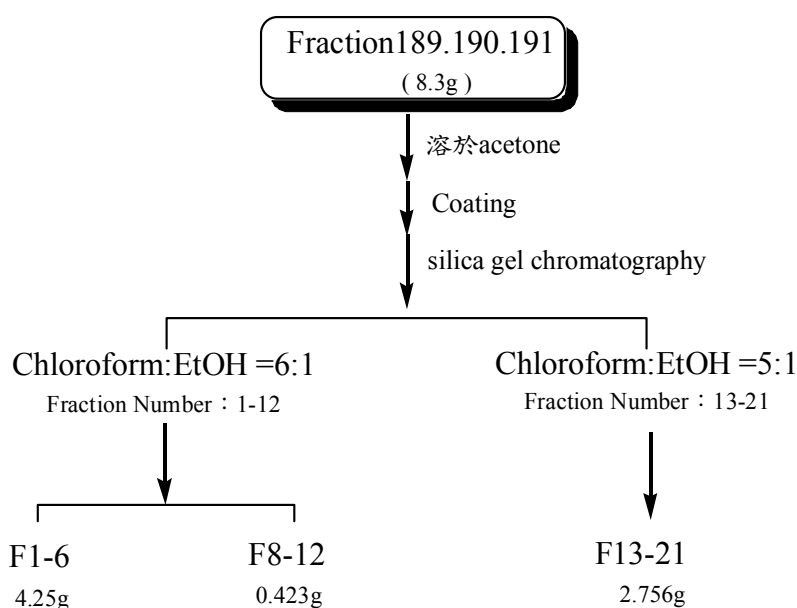 Fraction189.190.191
( 8.3g )
溶於acetone
Coating
silica gel chromatography
Chloroform:EtOH =6:1
Fraction Number：1-12
Chloroform:EtOH =5:1
Fraction Number：13-21
F1-6
4.25g
F8-12
0.423g
F13-21
2.756g